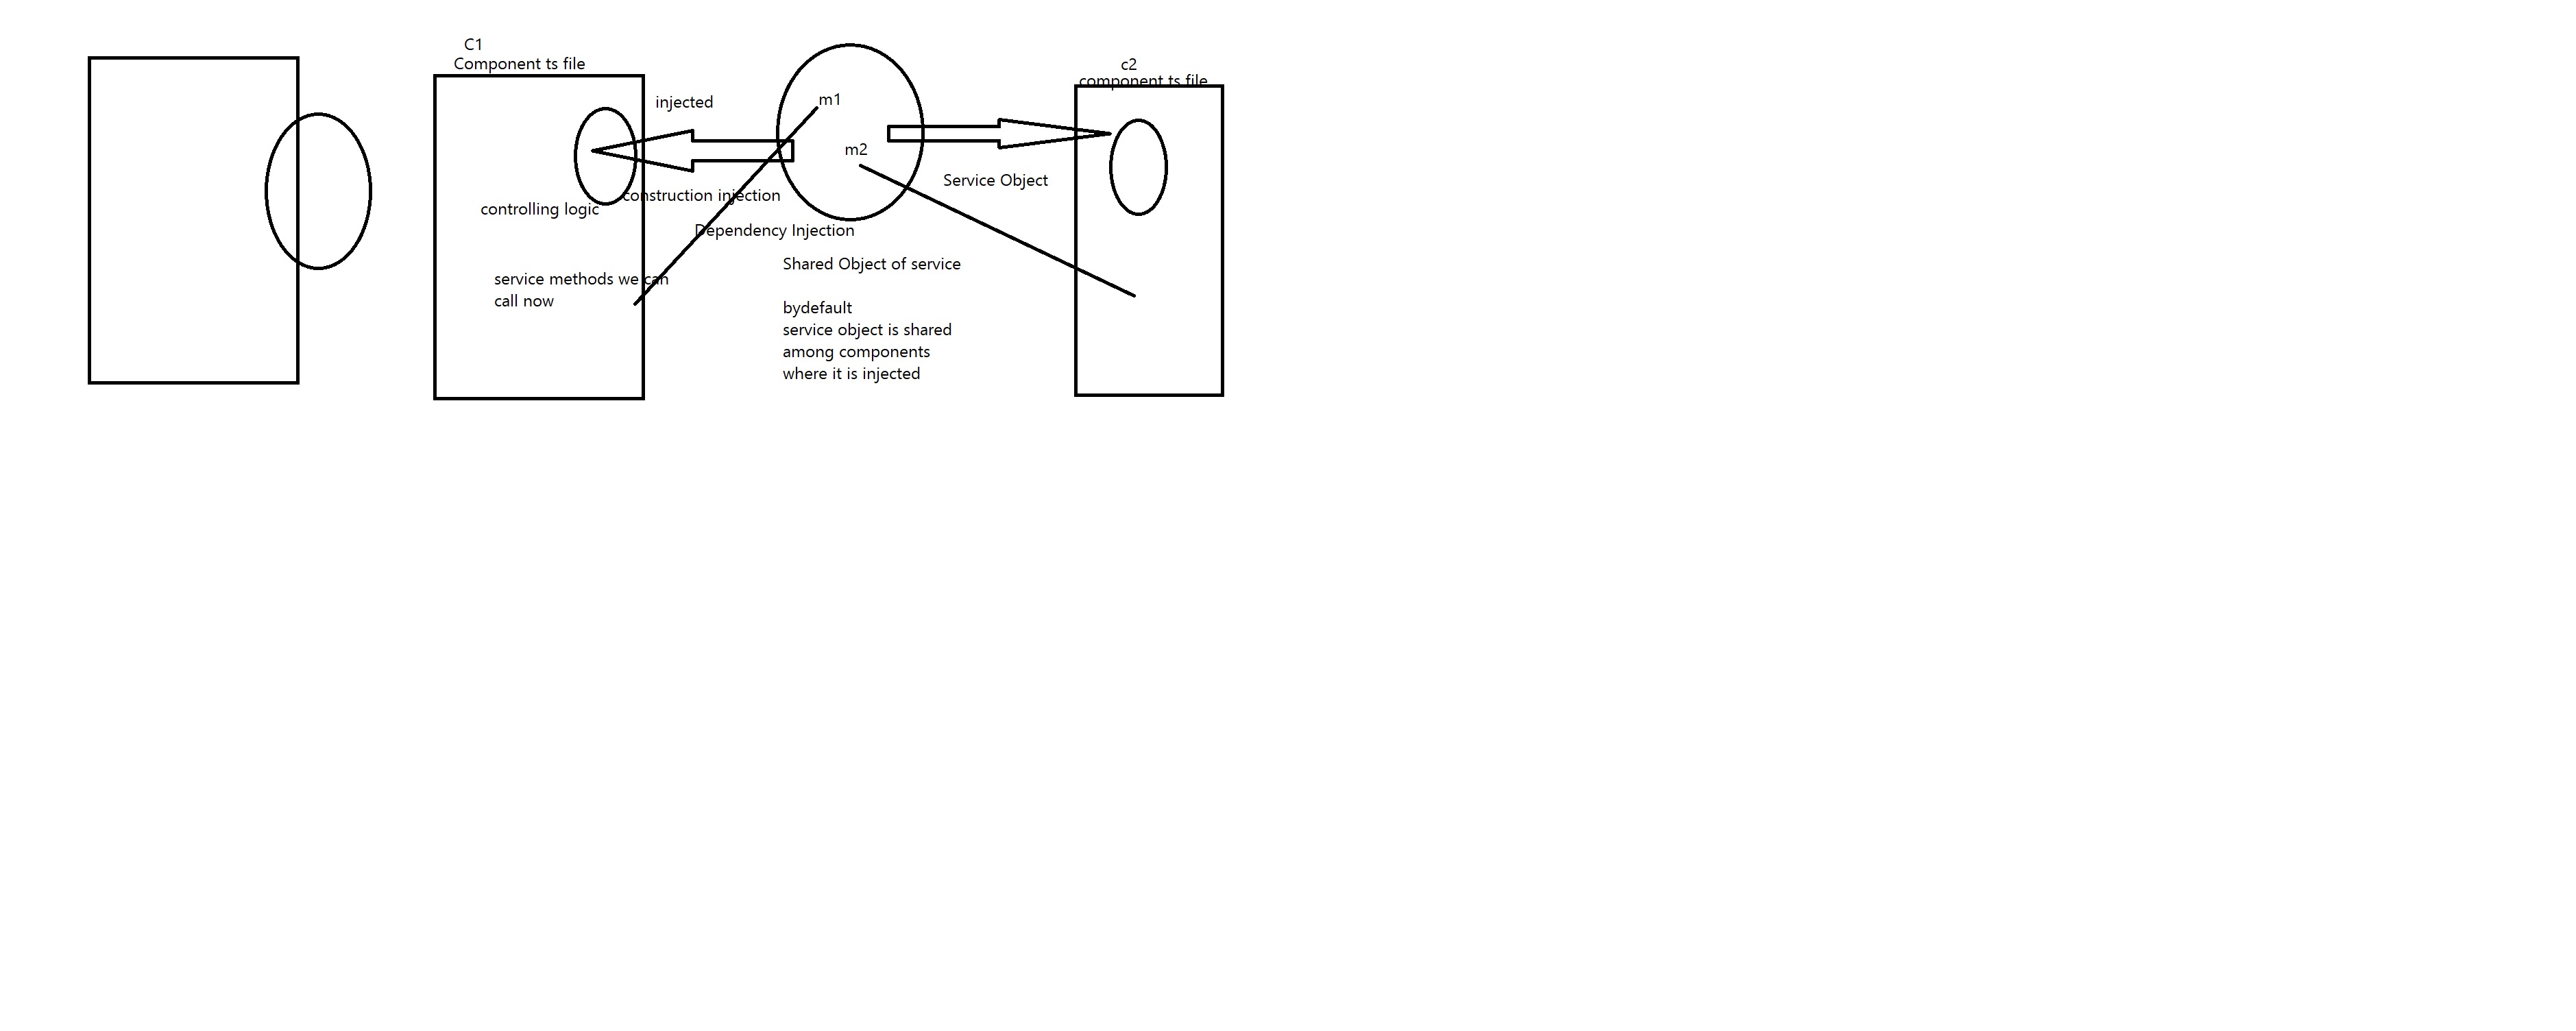 C1
Component ts file
controlling logic
service methods we can
call now
injected
construction injection
Dependency Injection
m1
m2
Shared Object of service
bydefault
service object is shared
among components
where it is injected
Service Object
c2
component ts file